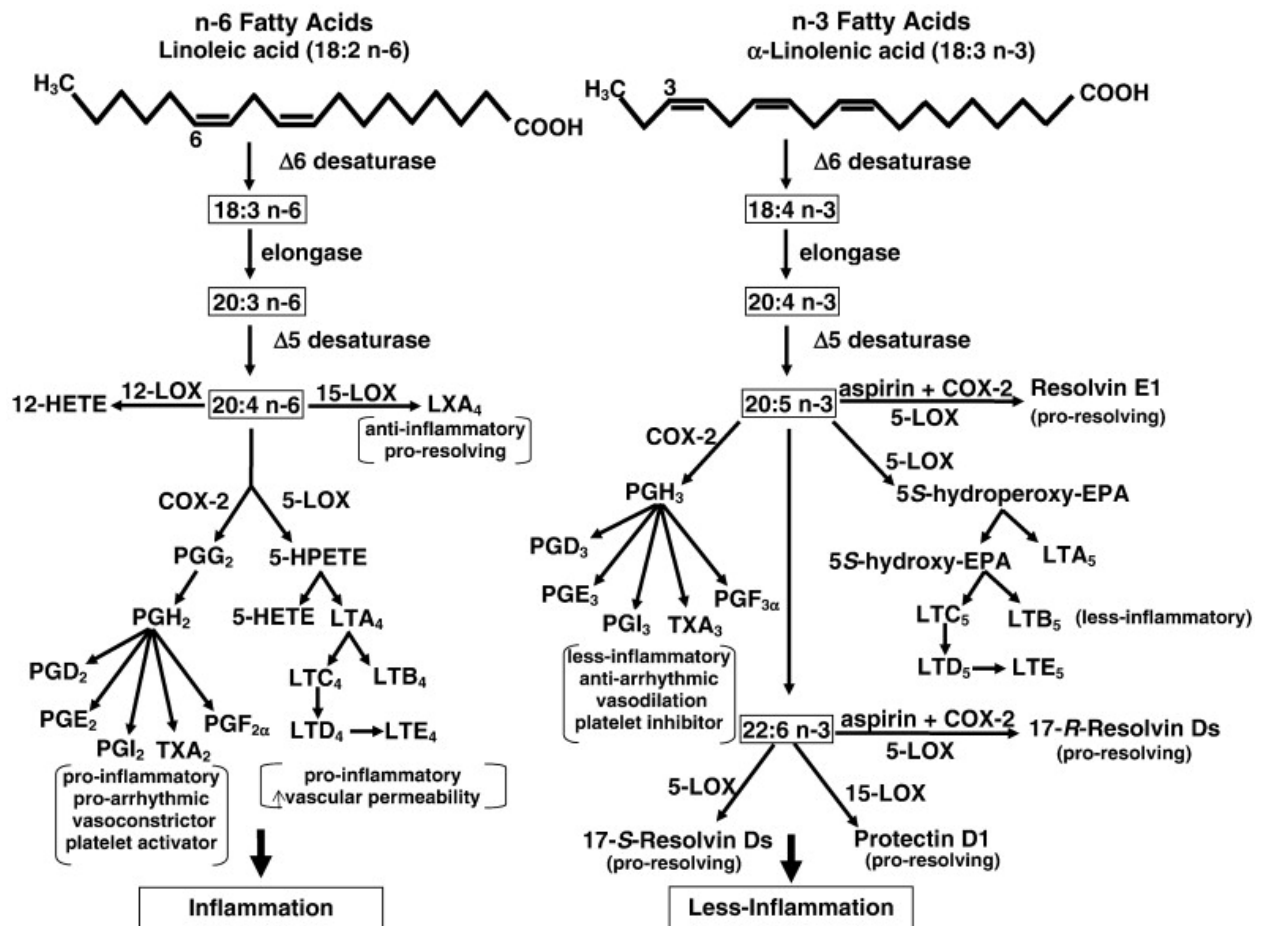 n-6 Fatty Acids
Linoleic acid (18:2 n-6)
H₃C
6
COOH
Δ6 desaturase
18:3 n-6
elongase
20:3 n-6
Δ5 desaturase
12-HETE
12-LOX
20:4 n-6
15-LOX
LXA₄
anti-inflammatory
pro-resolving
COX-2
5-LOX
PGG₂
5-HPETE
PGH₂
5-HETE
LTA₄
PGD₂
PGE₂
PGI₂
TXA₂
PGF₂α
LTC₄
LTB₄
LTD₄
LTE₄
pro-inflammatory
pro-arrhythmic
vasoconstrictor
platelet activator
pro-inflammatory
↑vascular permeability
Inflammation
n-3 Fatty Acids
α-Linolenic acid (18:3 n-3)
H₃C
3
COOH
Δ6 desaturase
18:4 n-3
elongase
20:4 n-3
Δ5 desaturase
20:5 n-3
aspirin + COX-2
5-LOX
Resolvin E1
(pro-resolving)
COX-2
5-LOX
PGH₃
5S-hydroperoxy-EPA
PGD₃
PGE₃
PGI₃
TXA₃
PGF₃α
5S-hydroxy-EPA
LTA₅
LTC₅
LTB₅ (less-inflammatory)
LTD₅
LTE₅
less-inflammatory
anti-arrhythmic
vasodilation
platelet inhibitor
22:6 n-3
aspirin + COX-2
5-LOX
17-R-Resolvin Ds
(pro-resolving)
5-LOX
15-LOX
17-S-Resolvin Ds
(pro-resolving)
Protectin D1
(pro-resolving)
Less-Inflammation